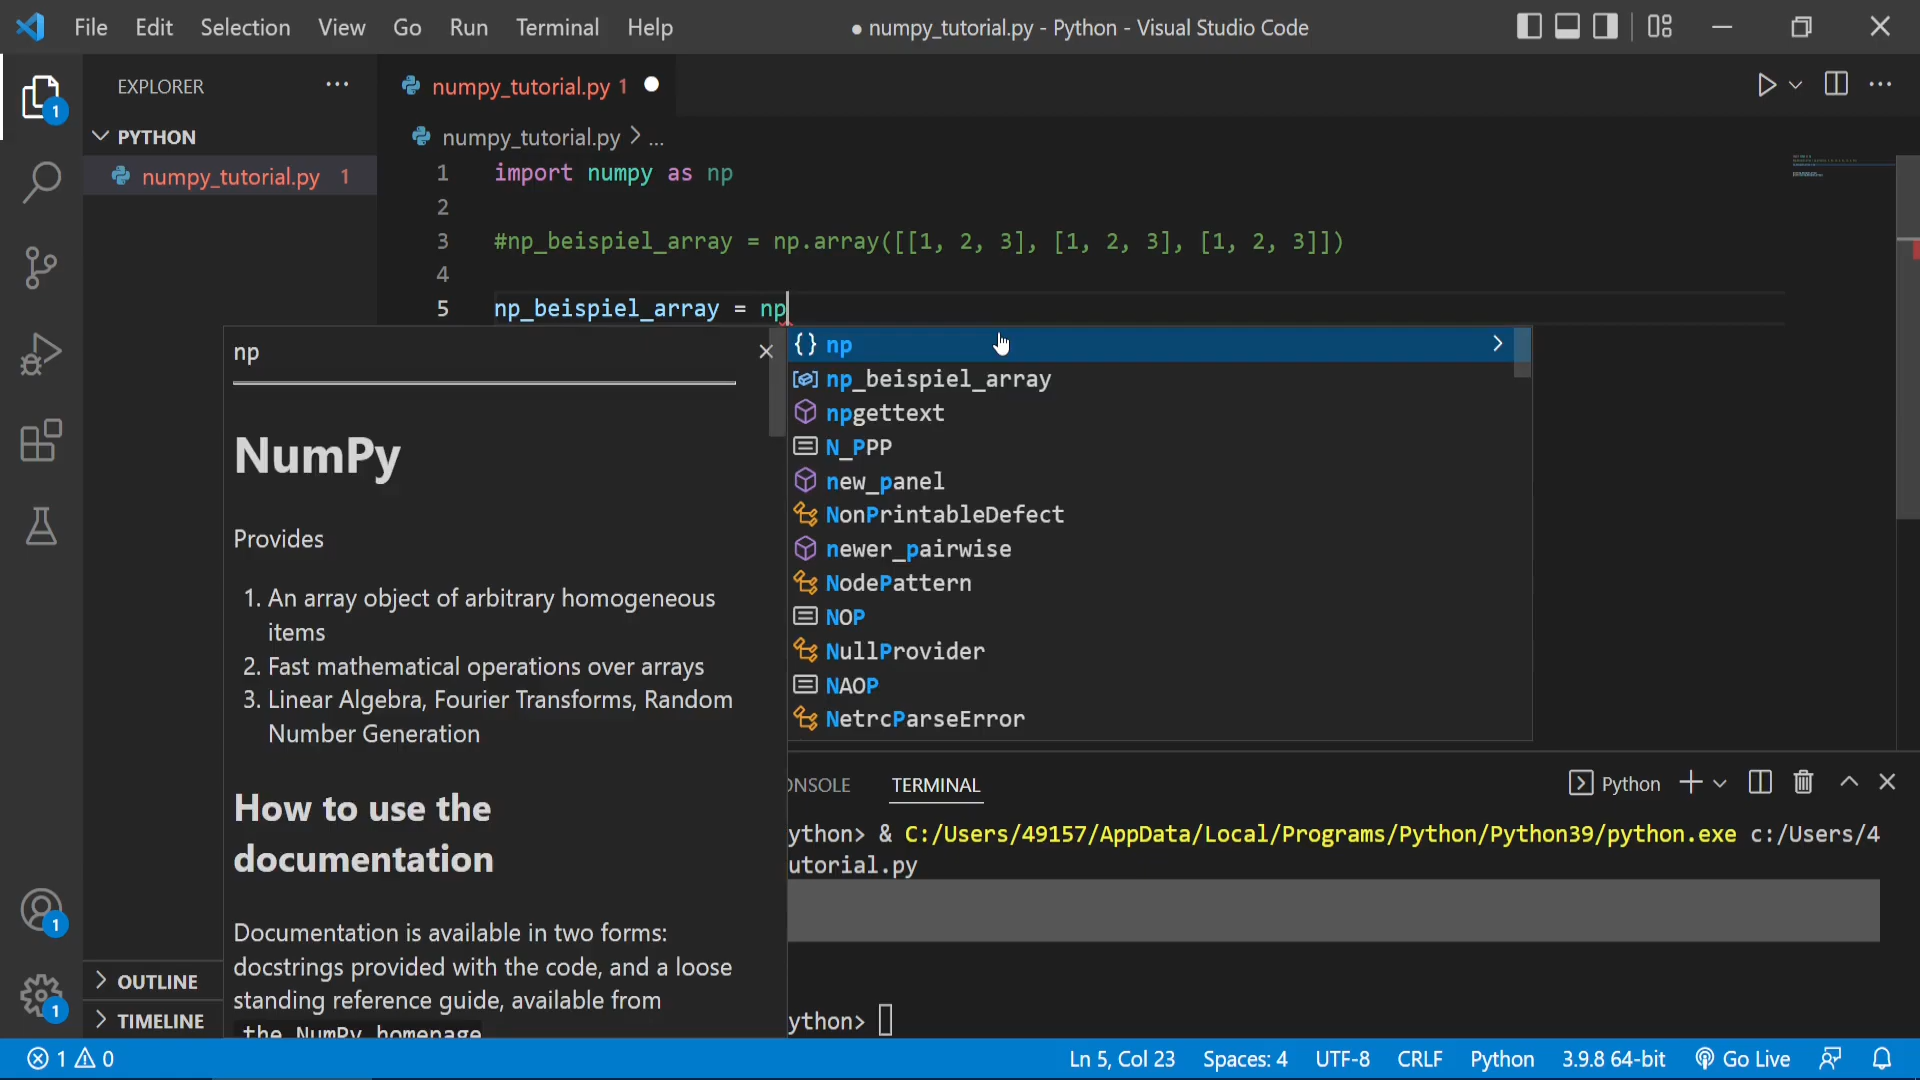 File Edit Selection View Go Run Terminal Help
● numpy_tutorial.py - Python - Visual Studio Code
EXPLORER
numpy_tutorial.py 1
PYTHON
numpy_tutorial.py 1
numpy_tutorial.py > ...
1 import numpy as np
2
3 #np_beispiel_array = np.array([[1, 2, 3], [1, 2, 3], [1, 2, 3]])
4
5 np_beispiel_array = np
np
NumPy
Provides
1. An array object of arbitrary homogeneous
items
2. Fast mathematical operations over arrays
3. Linear Algebra, Fourier Transforms, Random
Number Generation
How to use the
documentation
Documentation is available in two forms:
docstrings provided with the code, and a loose
standing reference guide, available from
the NumPy homepage
{} np
np_beispiel_array
npgettext
N_PPP
new_panel
NonPrintableDefect
newer_pairwise
NodePattern
NOP
NullProvider
NAOP
NetrcParseError
ONSOLE
TERMINAL
Python
ython> & C:/Users/49157/AppData/Local/Programs/Python/Python39/python.exe c:/Users/4
utorial.py
ython>
1
1
1
OUTLINE
TIMELINE
1 0
Ln 5, Col 23
Spaces: 4
UTF-8
CRLF
Python
3.9.8 64-bit
Go Live